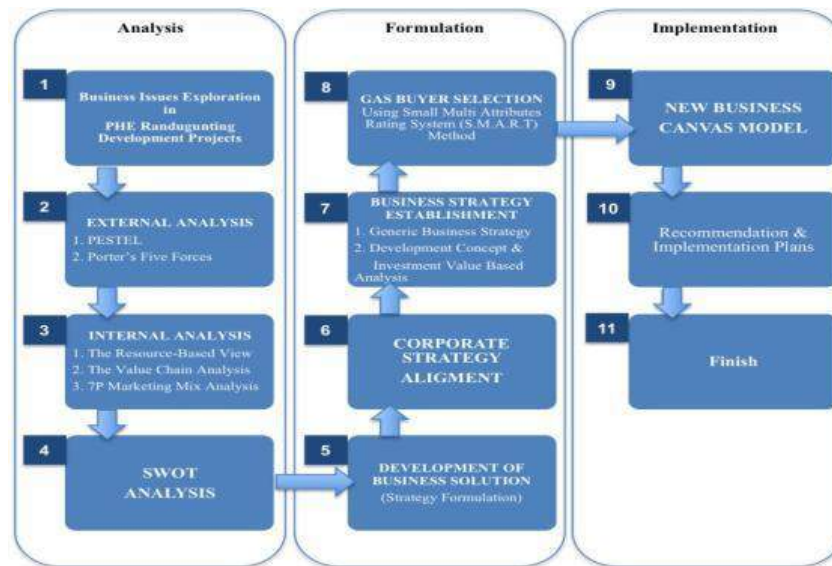 Analysis
1
Business Issues Exploration
in
PHE Randugunting
Development Projects
2
EXTERNAL ANALYSIS
1. PESTEL
2. Porter's Five Forces
3
INTERNAL ANALYSIS
1. The Resource-Based View
2. The Value Chain Analysis
3. 7P Marketing Mix Analysis
4
SWOT
ANALYSIS
Formulation
8
GAS BUYER SELECTION
Using Small Multi Attributes
Rating System (S.M.A.R.T)
Method
7
BUSINESS STRATEGY
ESTABLISHMENT
1. Generic Business Strategy
2. Development Concept &
Investment Value Based
Analysis
6
CORPORATE
STRATEGY
ALIGMENT
5
DEVELOPMENT OF
BUSINESS SOLUTION
(Strategy Formulation)
Implementation
9
NEW BUSINESS
CANVAS MODEL
10
Recommendation &
Implementation Plans
11
Finish